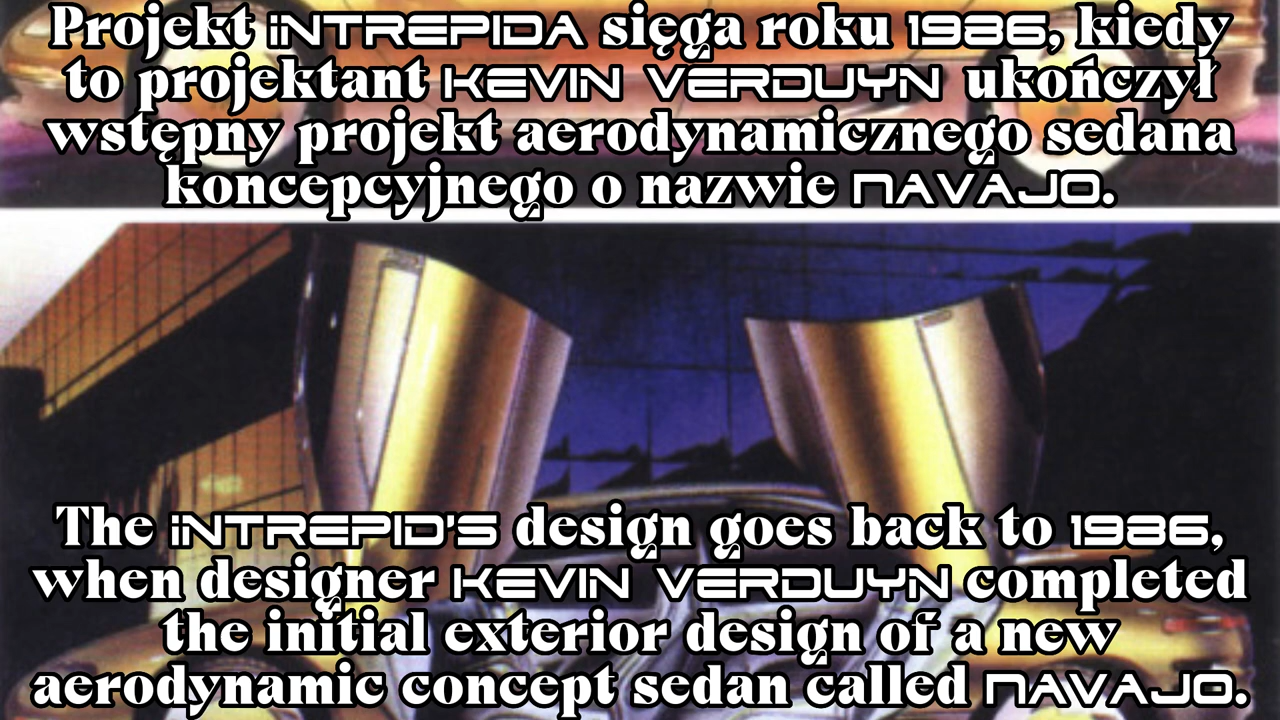 Projekt iNTREPIDA sięga roku 1986, kiedy
to projektant KEVIN VERDUYN ukończył
wstępny projekt aerodynamicznego sedana
koncepcyjnego o nazwie NAVAJO.
The iNTREPID'S design goes back to 1986,
when designer KEVIN VERDUYN completed
the initial exterior design of a new
aerodynamic concept sedan called NAVAJO.